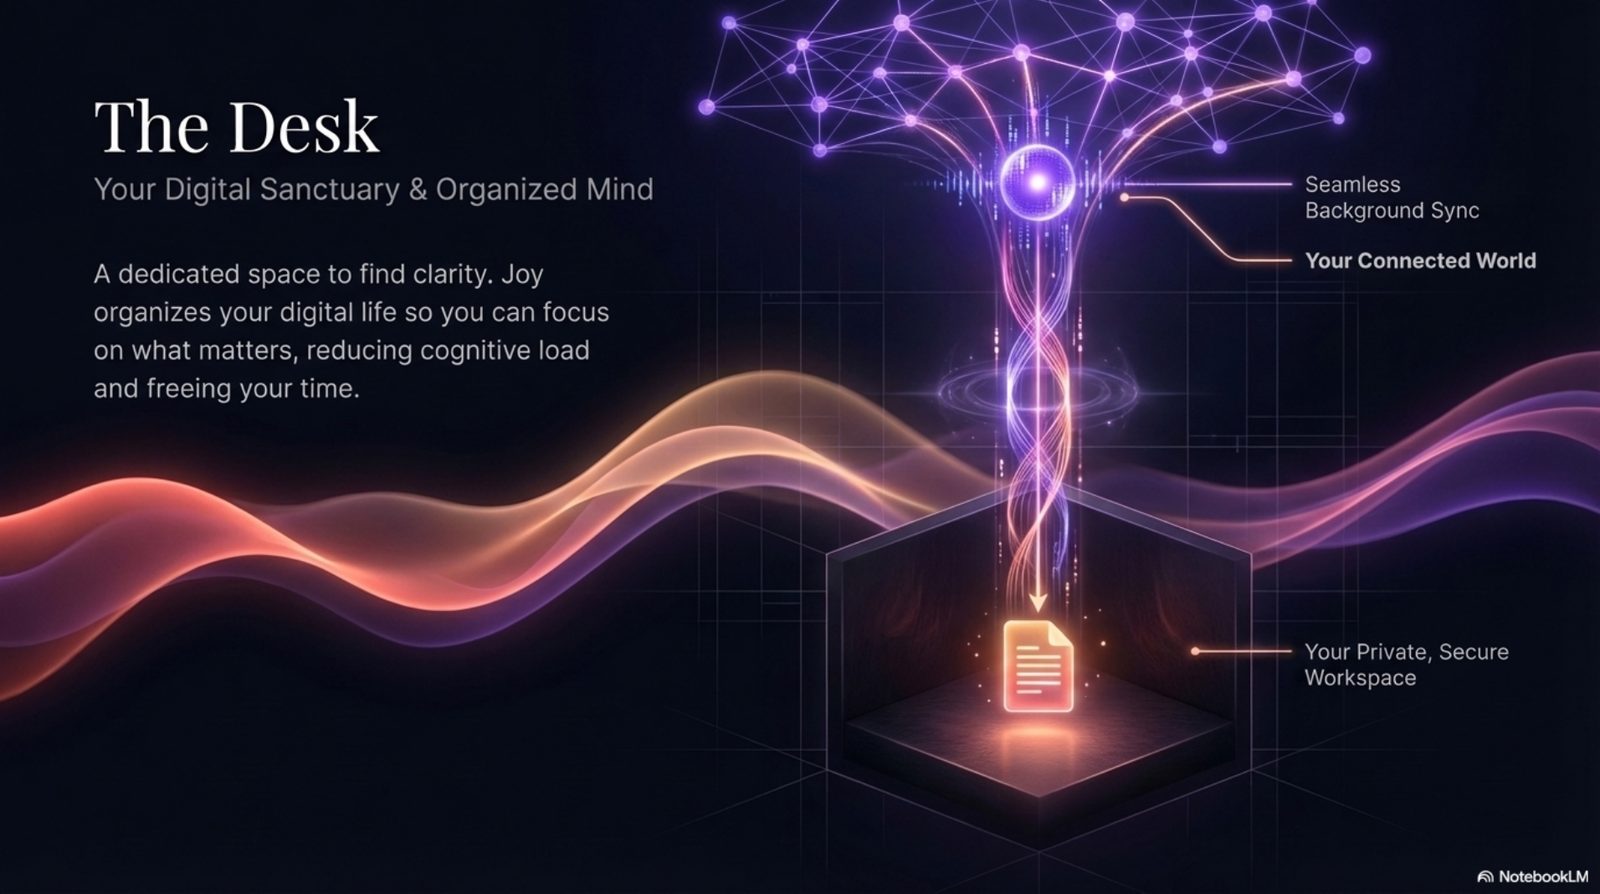 The Desk
Your Digital Sanctuary & Organized Mind
A dedicated space to find clarity. Joy
organizes your digital life so you can focus
on what matters, reducing cognitive load
and freeing your time.
Seamless
Background Sync
Your Connected World
Your Private, Secure
Workspace
NotebookLM